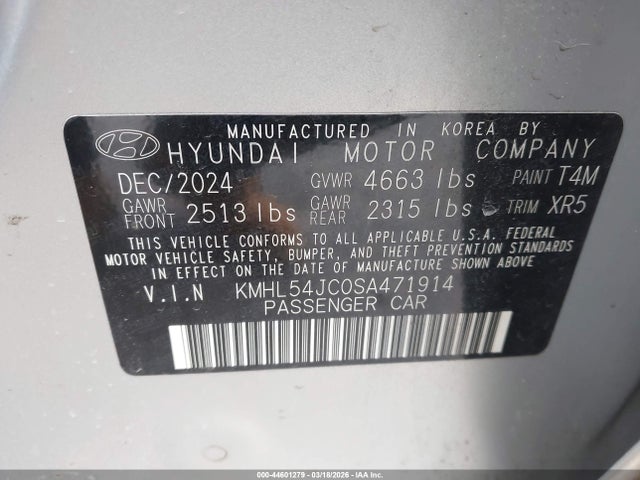 MANUFACTURED IN KOREA BY
HYUNDAI MOTOR COMPANY
DEC/2024 GVWR 4663 lbs PAINT T4M
GAWR FRONT 2513 lbs GAWR REAR 2315 lbs TRIM XR5
THIS VEHICLE CONFORMS TO ALL APPLICABLE U.S.A. FEDERAL
MOTOR VEHICLE SAFETY, BUMPER, AND THEFT PREVENTION STANDARDS
IN EFFECT ON THE DATE OF MANUFACTURE SHOWN ABOVE
V.I.N KMHL54JC0SA471914
PASSENGER CAR
000-44601279 | 03/18/2026 - COPART/IAA